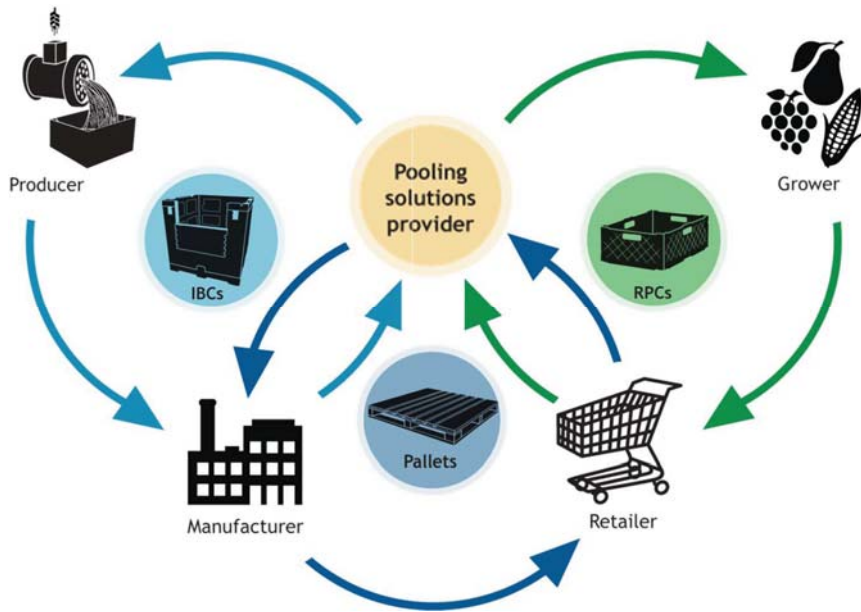 Pooling
solutions
provider
Producer
Grower
IBCs
RPCs
Pallets
Manufacturer
Retailer